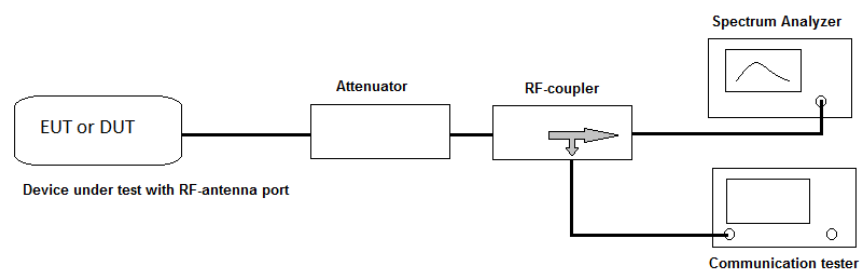 Spectrum Analyzer
Attenuator
RF-coupler
EUT or DUT
Device under test with RF-antenna port
Communication tester